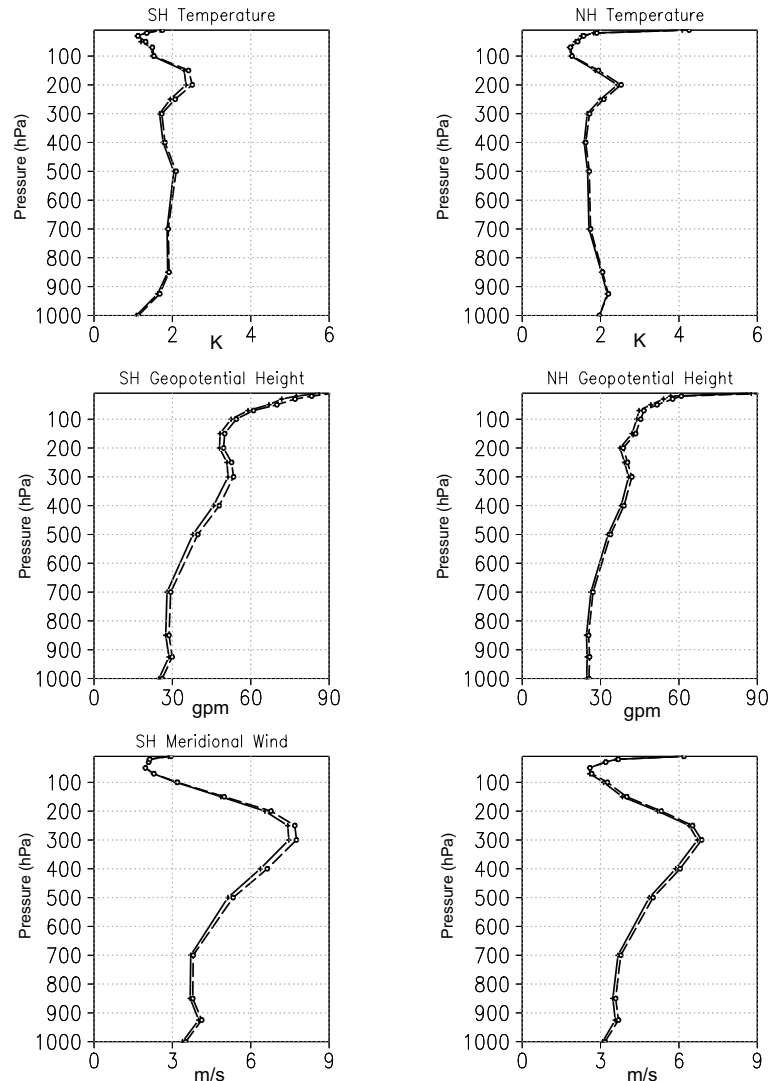 SH Temperature
100
200
300
400
500
600
700
800
900
1000
Pressure (hPa)
0 2 4 6
K
NH Temperature
100
200
300
400
500
600
700
800
900
1000
Pressure (hPa)
0 2 4 6
K
SH Geopotential Height
100
200
300
400
500
600
700
800
900
1000
Pressure (hPa)
0 30 60 90
gpm
NH Geopotential Height
100
200
300
400
500
600
700
800
900
1000
Pressure (hPa)
0 30 60 90
gpm
SH Meridional Wind
100
200
300
400
500
600
700
800
900
1000
Pressure (hPa)
0 3 6 9
m/s
100
200
300
400
500
600
700
800
900
1000
Pressure (hPa)
0 3 6 9
m/s